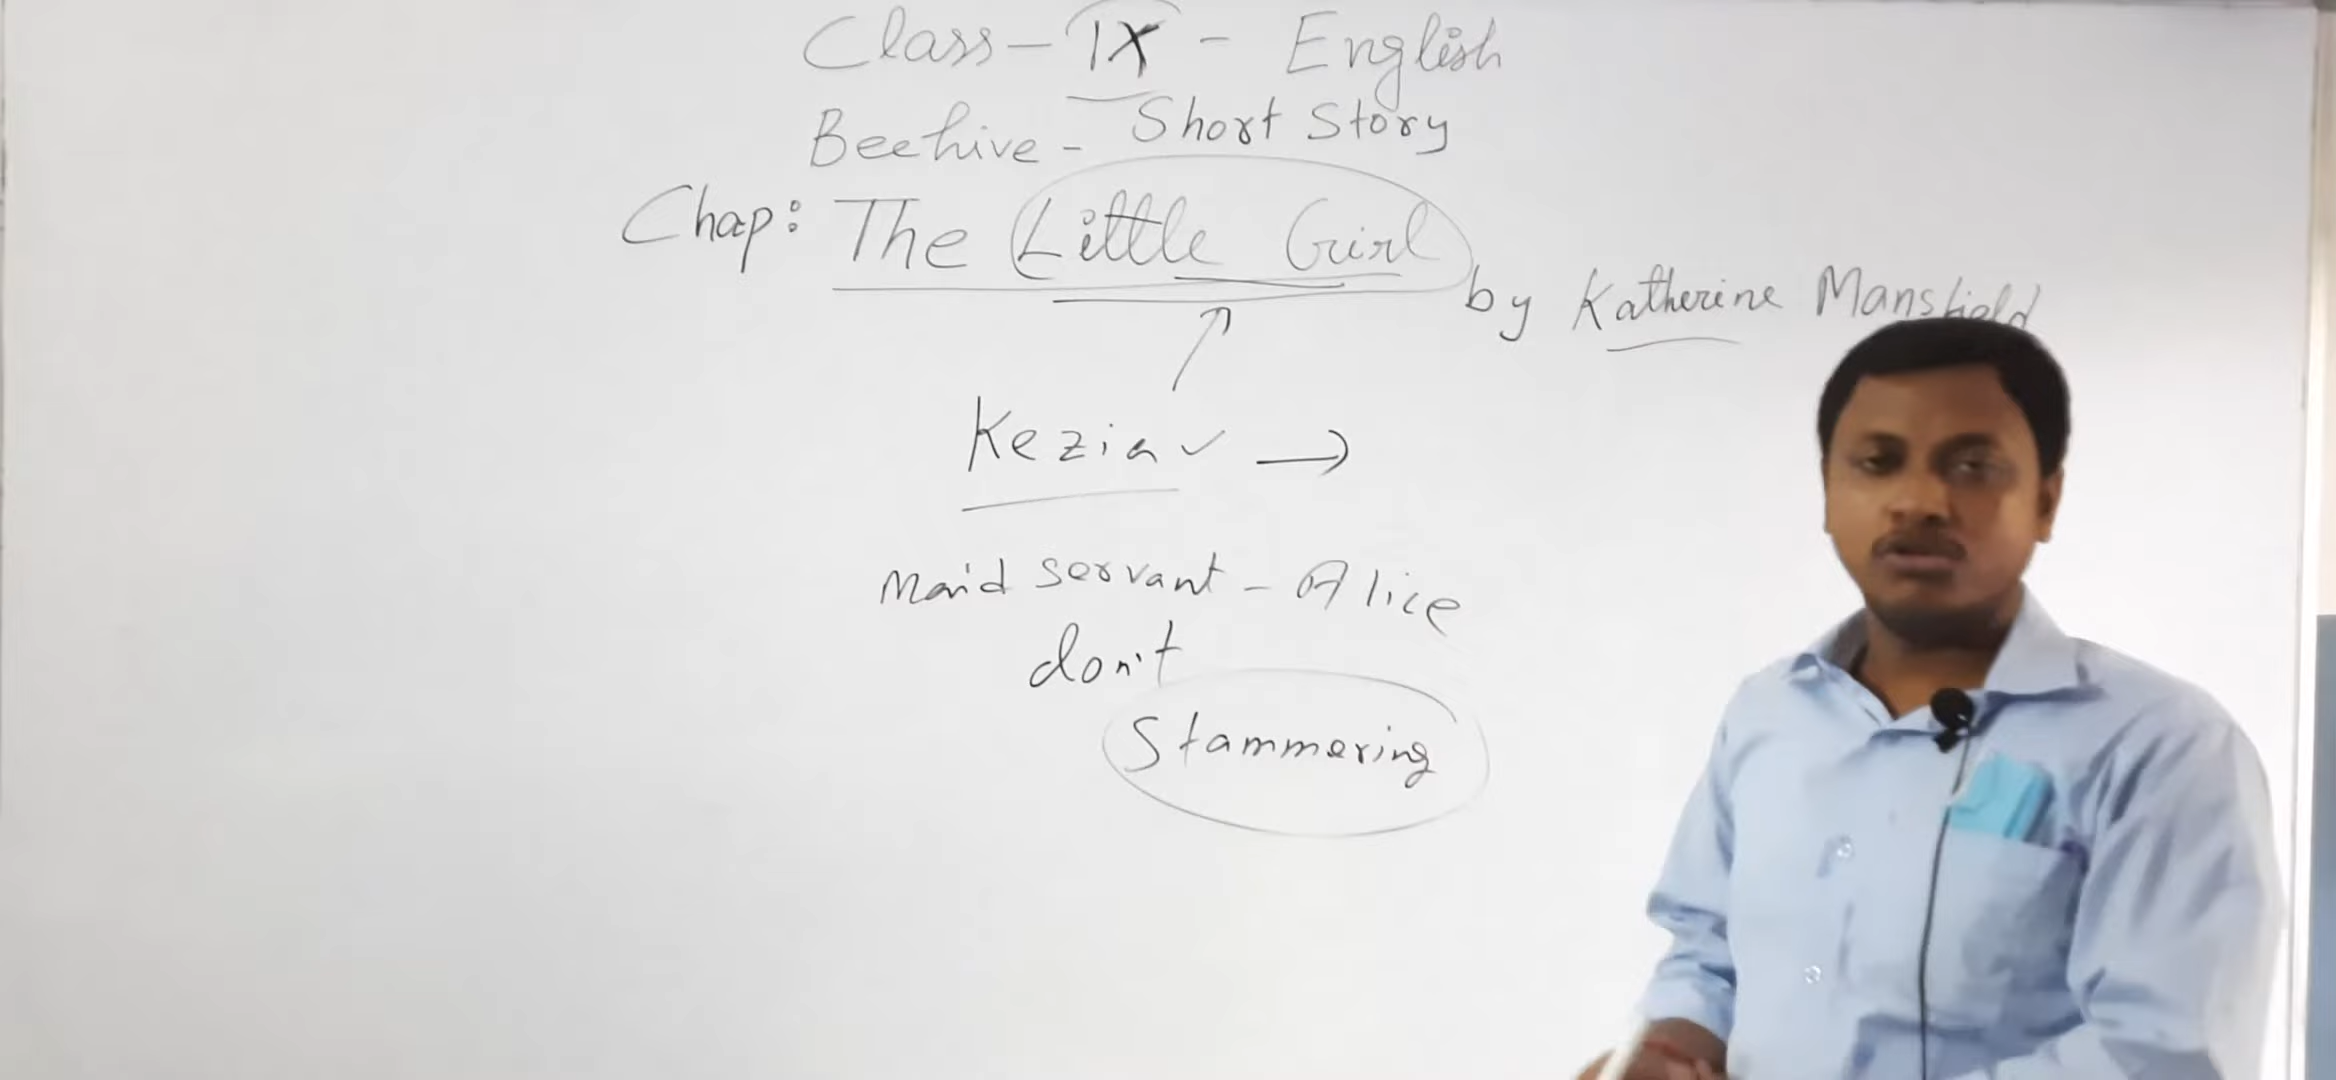 Class - IX - English
Beehive - Short Story
Chap: The Little Girl
by Katherine Mansfield
Kezia ✓ →
Maid servant - Alice
don't
Stammering